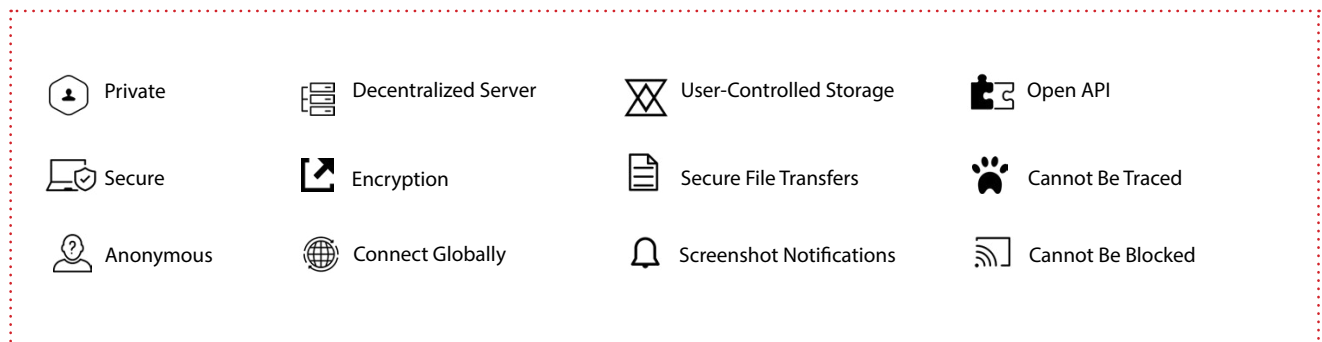 Private
Decentralized Server
User-Controlled Storage
Open API
Secure
Encryption
Secure File Transfers
Cannot Be Traced
Anonymous
Connect Globally
Screenshot Notifications
Cannot Be Blocked